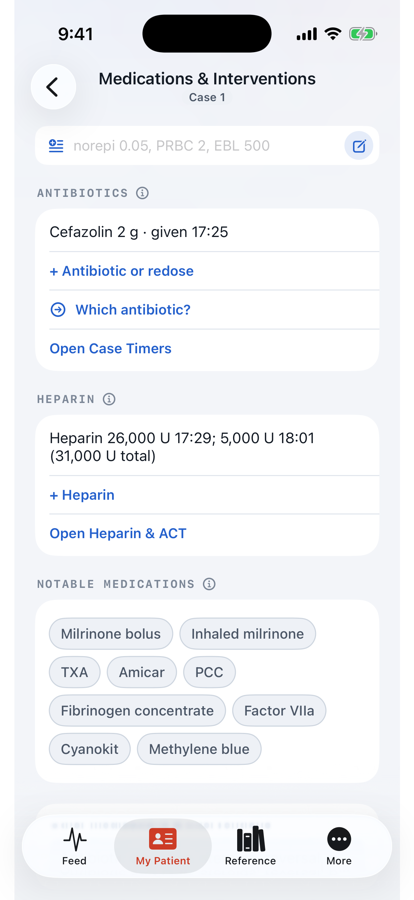 9:41
Medications & Interventions
Case 1
norepi 0.05, PRBC 2, EBL 500
ANTIBIOTICS
Cefazolin 2 g · given 17:25
+ Antibiotic or redose
Which antibiotic?
Open Case Timers
HEPARIN
Heparin 26,000 U 17:29; 5,000 U 18:01
(31,000 U total)
+ Heparin
Open Heparin & ACT
NOTABLE MEDICATIONS
Milrinone bolus Inhaled milrinone
TXA Amicar PCC
Fibrinogen concentrate Factor VIIa
Cyanokit Methylene blue
Feed My Patient Reference More